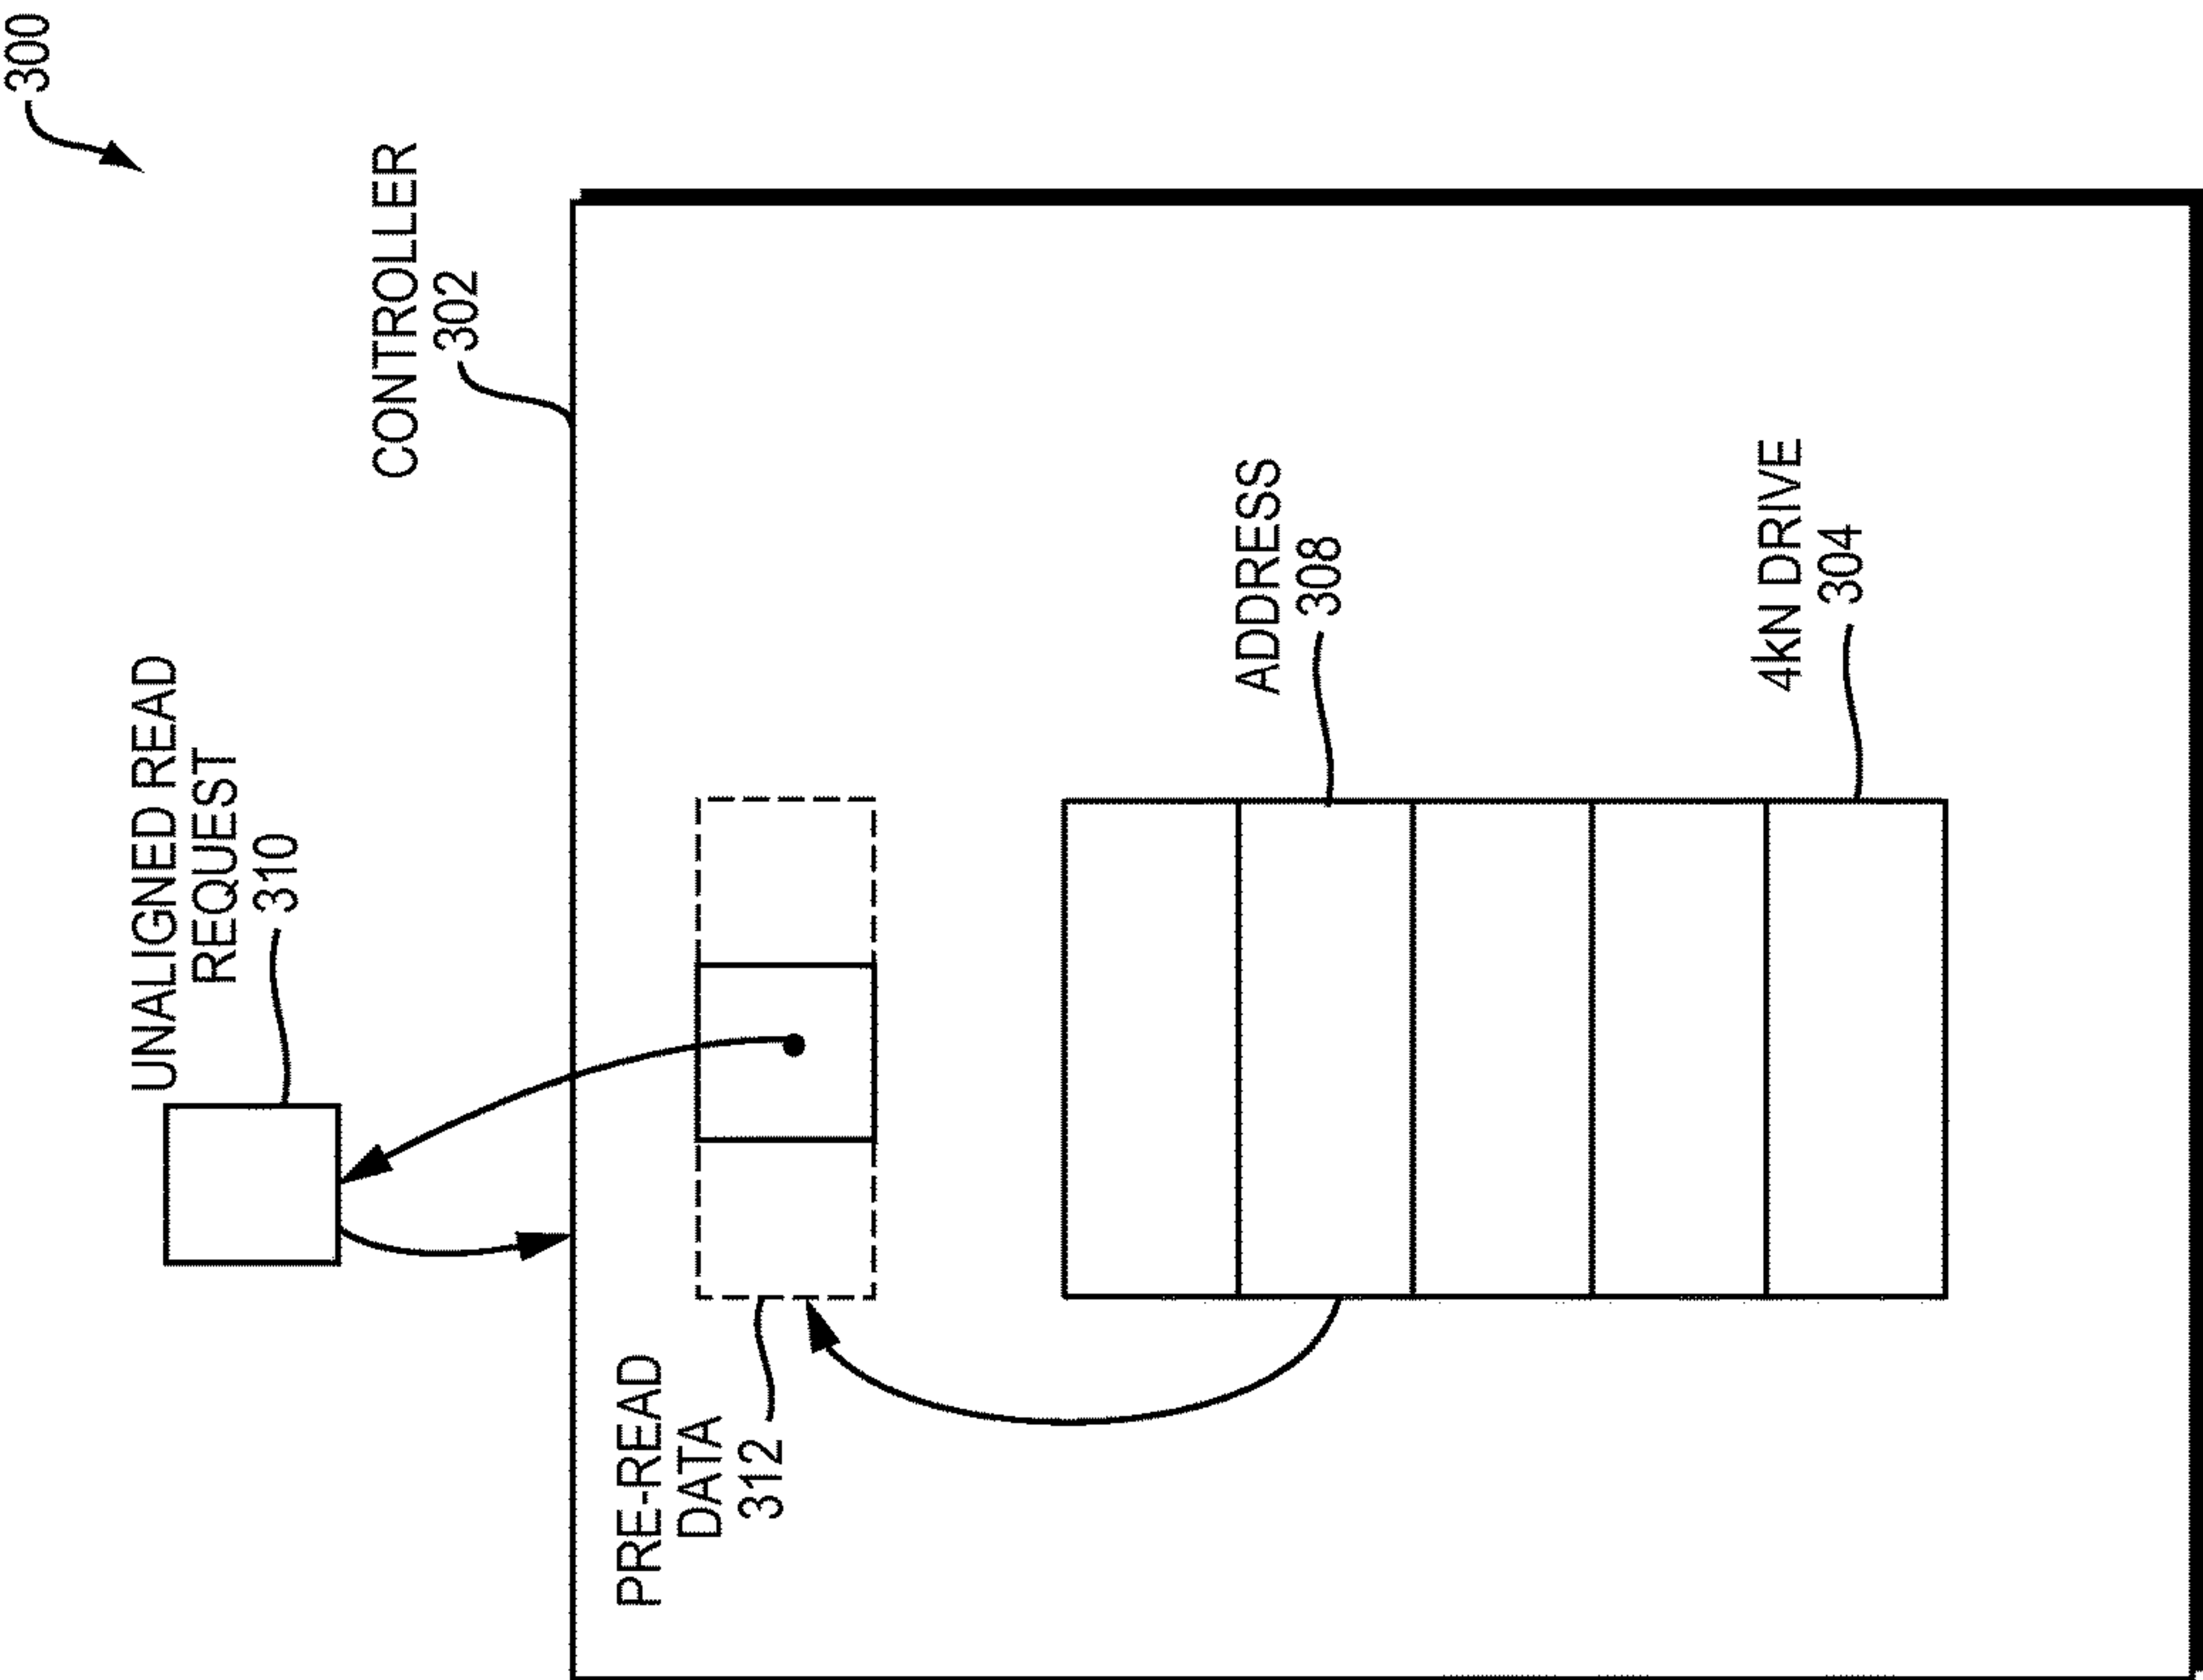 300
CONTROLLER
302
UNALIGNED READ
REQUEST
310
PRE-READ
DATA
312
ADDRESS
308
4kN DRIVE
304